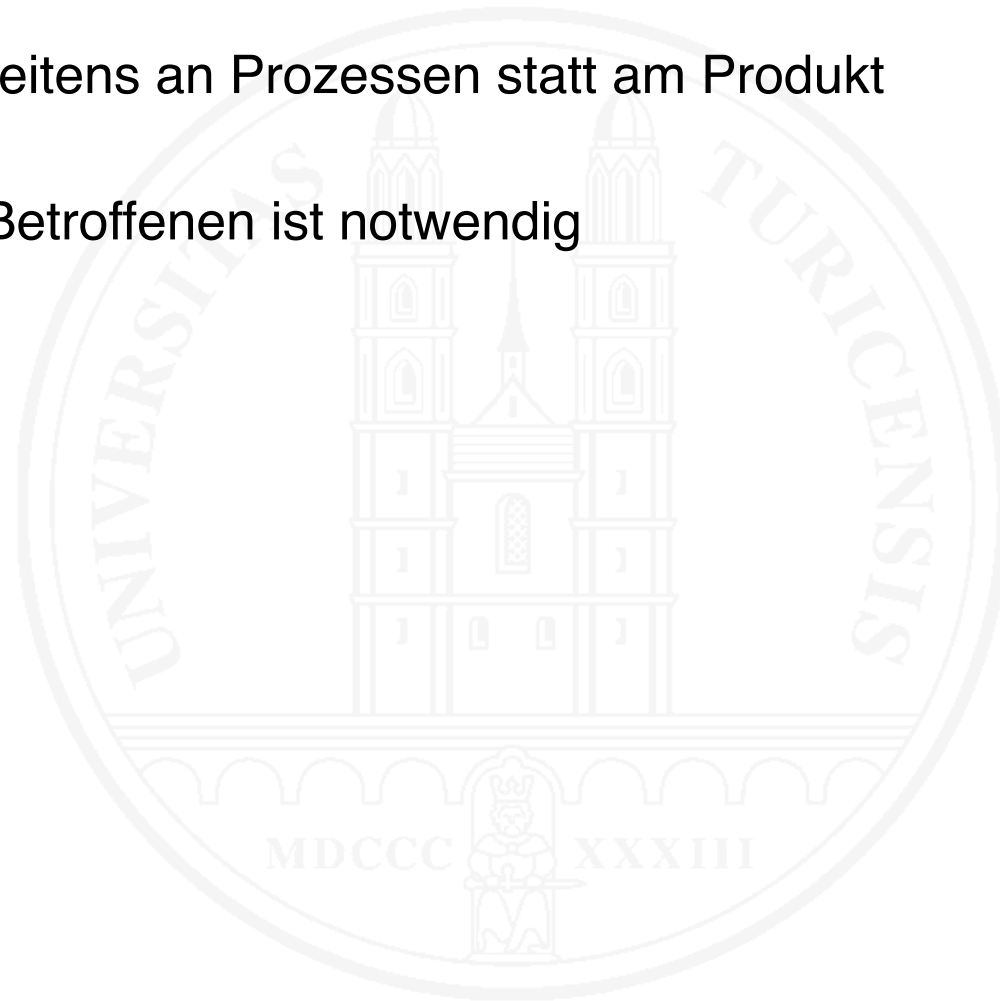 eitens an Prozessen statt am Produkt
Betroffenen ist notwendig
UNIVERSITAS TURICENSIS
MDCCC XXXIII